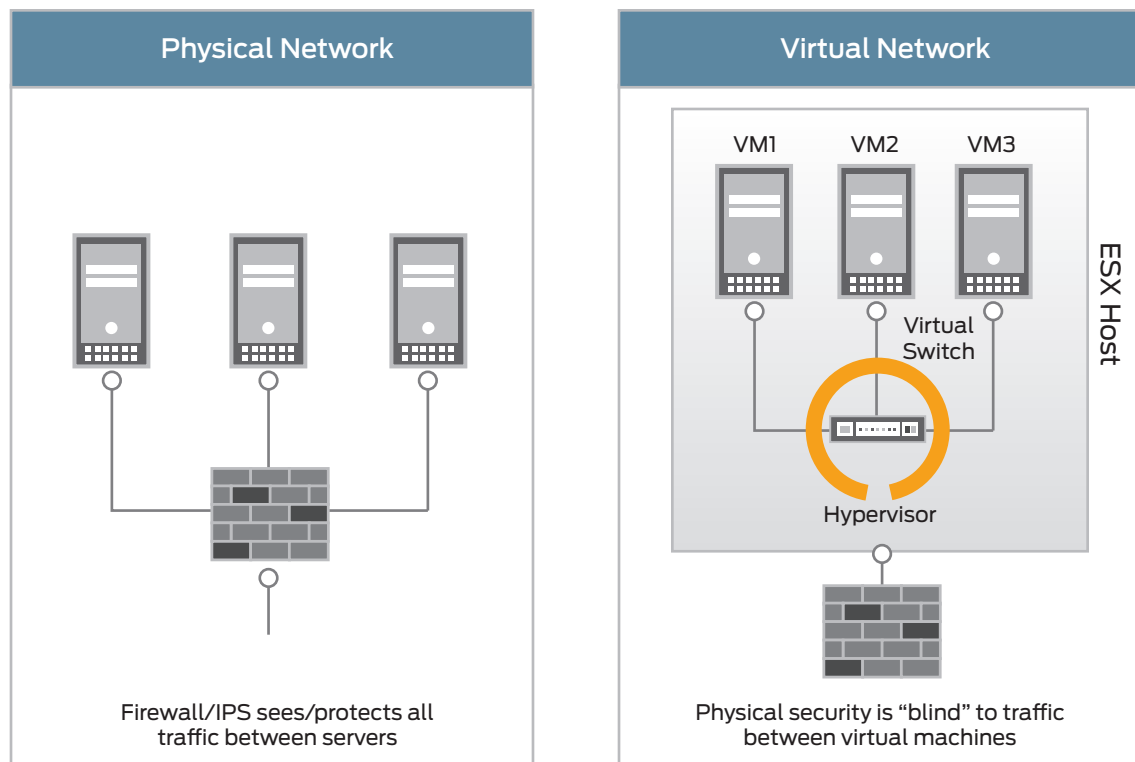 Physical Network
Firewall/IPS sees/protects all
traffic between servers
Virtual Network
VM1
VM2
VM3
ESX Host
Virtual
Switch
Hypervisor
Physical security is “blind” to traffic
between virtual machines